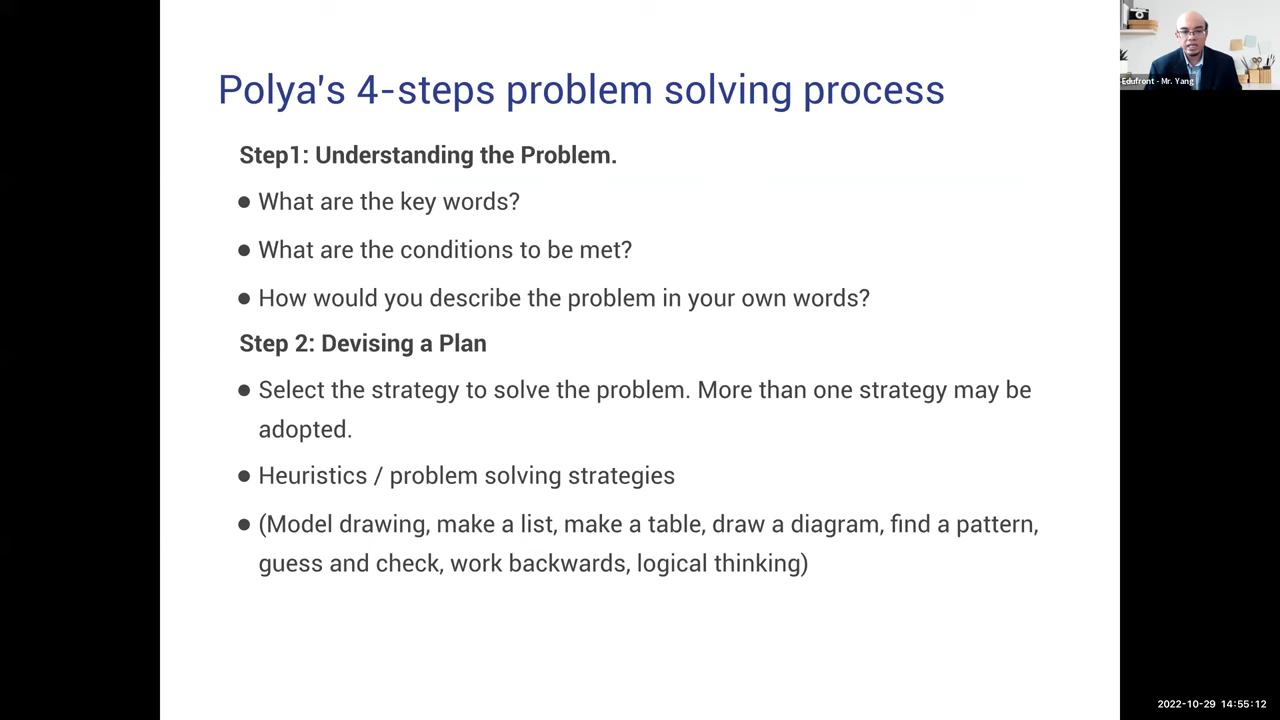 Polya's 4-steps problem solving process
Step1: Understanding the Problem.
● What are the key words?
● What are the conditions to be met?
● How would you describe the problem in your own words?
Step 2: Devising a Plan
● Select the strategy to solve the problem. More than one strategy may be
adopted.
● Heuristics / problem solving strategies
● (Model drawing, make a list, make a table, draw a diagram, find a pattern,
guess and check, work backwards, logical thinking)
Edufront - Mr. Yang
2022-10-29 14:55:12